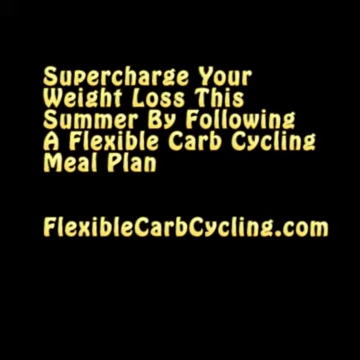 Supercharge Your
Weight Loss This
Summer By Following
A Flexible Carb Cycling
Meal Plan
FlexibleCarbCycling.com